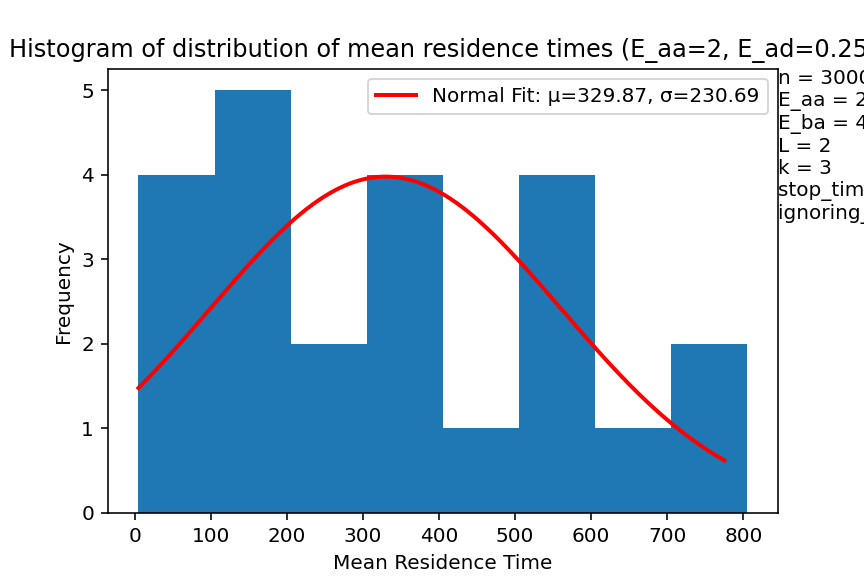 Histogram of distribution of mean residence times (E_aa=2, E_ad=0.25
n = 3000
E_aa = 2
E_ba = 4
L = 2
k = 3
stop_tim
ignoring_
Normal Fit: μ=329.87, σ=230.69
Frequency
5
4
3
2
1
0
0 100 200 300 400 500 600 700 800
Mean Residence Time